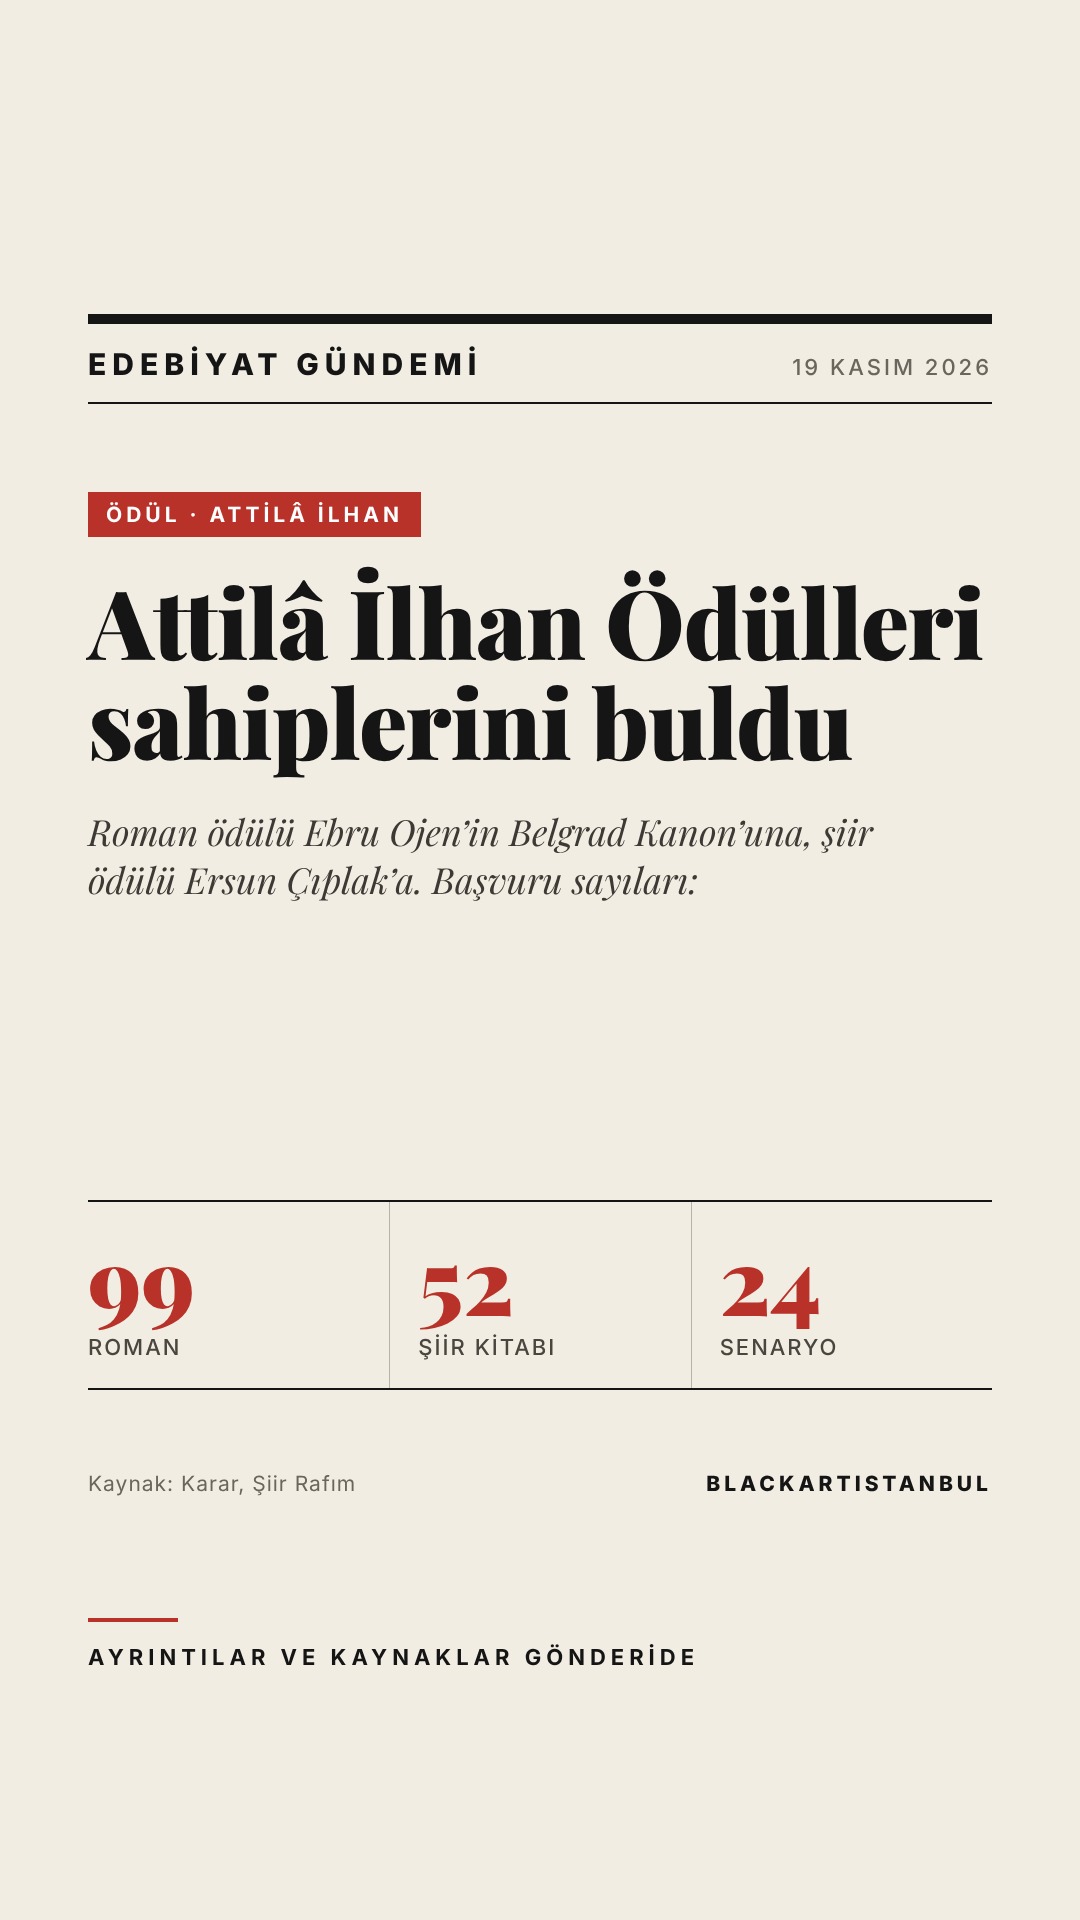 EDEBİYAT GÜNDEMİ
19 KASIM 2026
ÖDÜL · ATTİLÂ İLHAN
Attilâ İlhan Ödülleri
sahiplerini buldu
Roman ödülü Ebru Ojen’in Belgrad Kanon’una, şiir
ödülü Ersun Çıplak’a. Başvuru sayıları:
99
ROMAN
52
ŞİİR KİTABI
24
SENARYO
Kaynak: Karar, Şiir Rafım
BLACKARTISTANBUL
AYRINTILAR VE KAYNAKLAR GÖNDERİDE